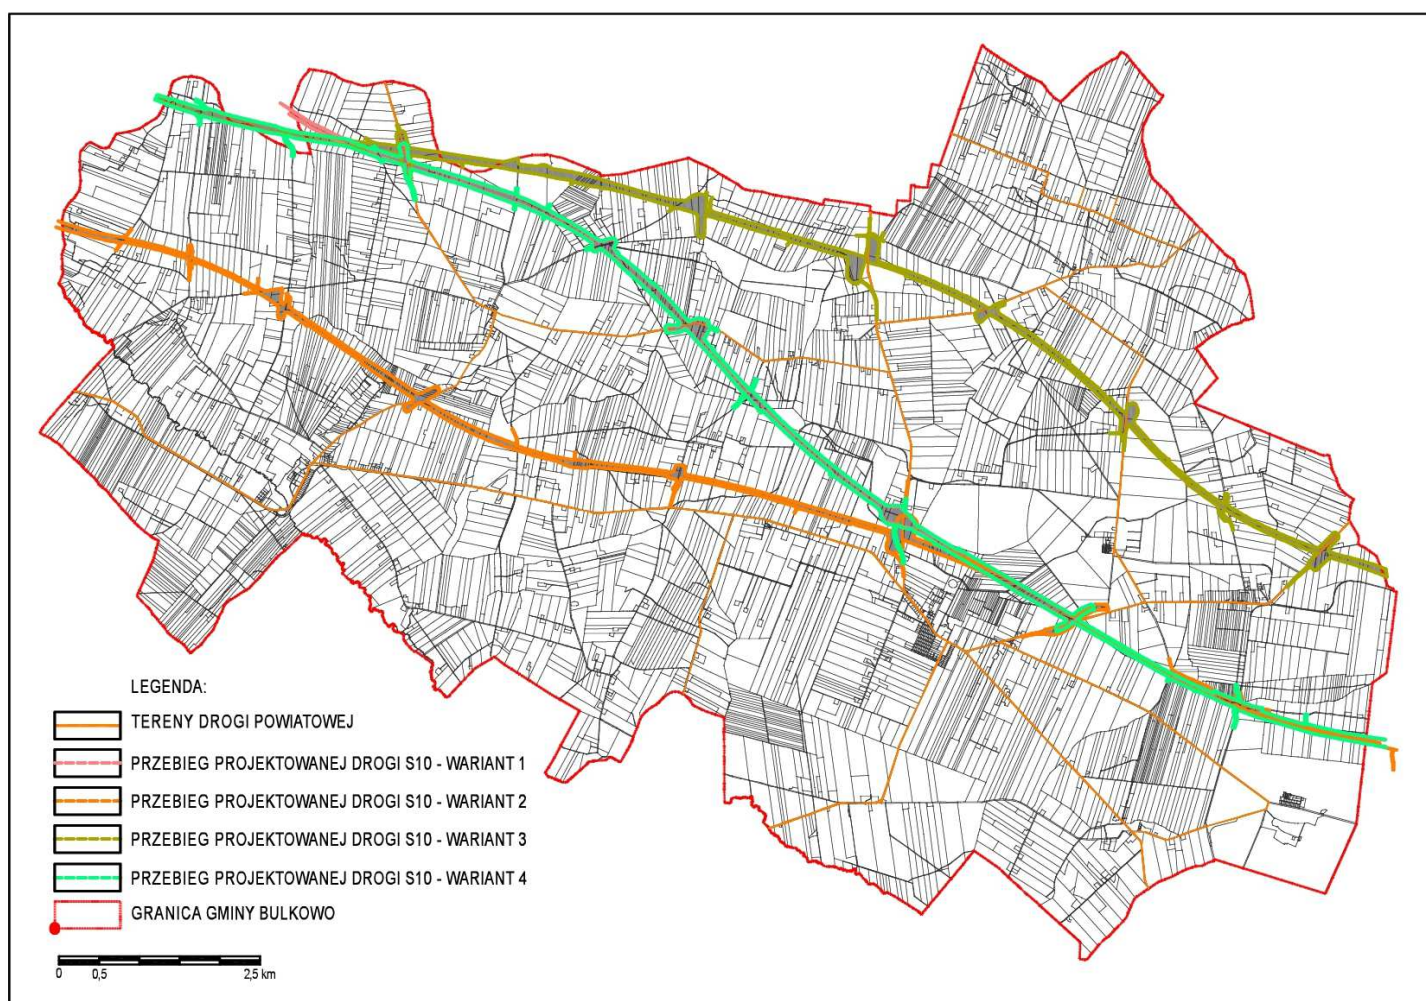 LEGENDA:
TERENY DROGI POWIATOWEJ
PRZEBIEG PROJEKTOWANEJ DROGI S10 - WARIANT 1
PRZEBIEG PROJEKTOWANEJ DROGI S10 - WARIANT 2
PRZEBIEG PROJEKTOWANEJ DROGI S10 - WARIANT 3
PRZEBIEG PROJEKTOWANEJ DROGI S10 - WARIANT 4
GRANICA GMINY BULKOWO
0 0,5 2,5 km